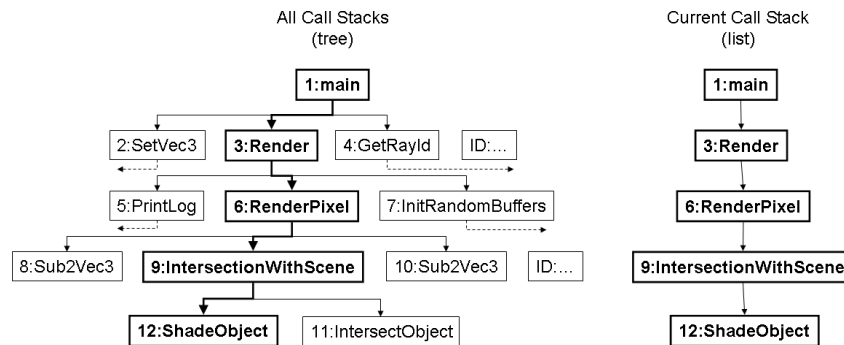 All Call Stacks
(tree)
Current Call Stack
(list)
1:main
1:main
2:SetVec3
3:Render
4:GetRayId
ID:...
3:Render
5:PrintLog
6:RenderPixel
7:InitRandomBuffers
6:RenderPixel
8:Sub2Vec3
9:IntersectionWithScene
10:Sub2Vec3
ID:...
9:IntersectionWithScene
12:ShadeObject
11:IntersectObject
12:ShadeObject